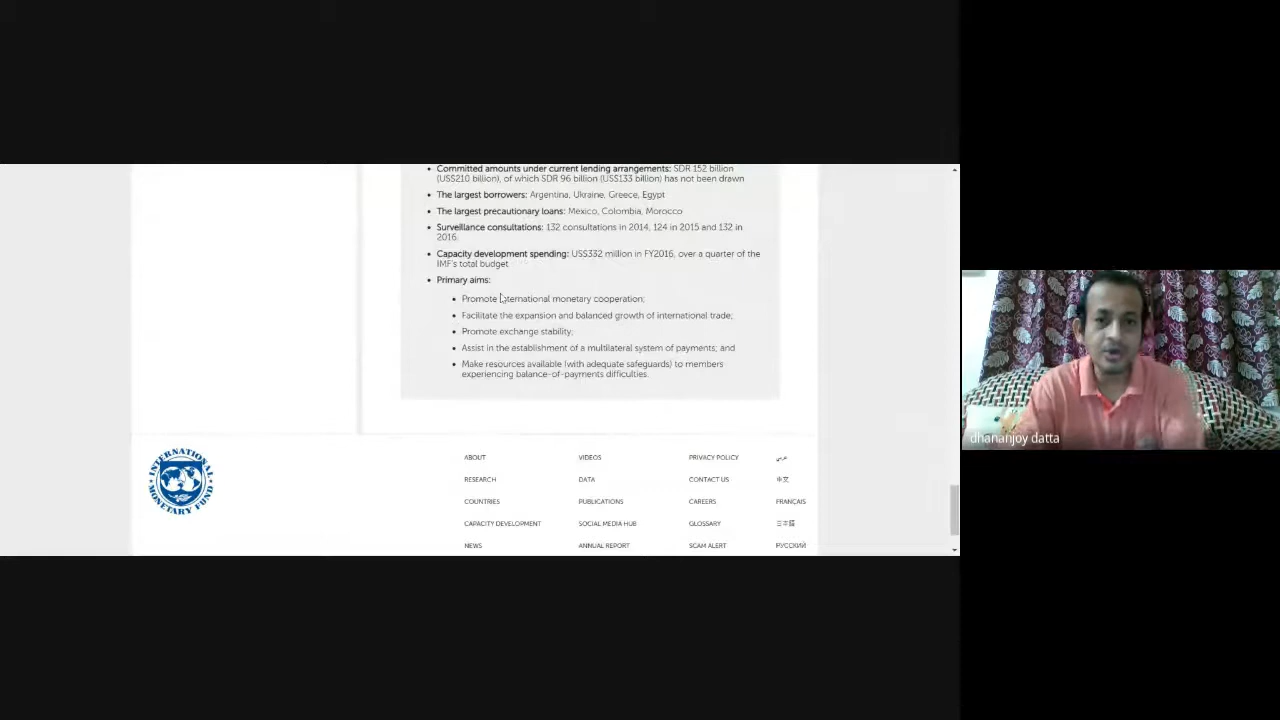 Committed amounts under current lending arrangements: SDR 152 billion
(US$210 billion), of which SDR 96 billion (US$133 billion) has not been drawn
The largest borrowers: Argentina, Ukraine, Greece, Egypt
The largest precautionary loans: Mexico, Colombia, Morocco
Surveillance consultations: 132 consultations in 2014, 124 in 2015 and 132 in
2016.
Capacity development spending: US$332 million in FY2016, over a quarter of the
IMF's total budget
Primary aims:
Promote international monetary cooperation;
Facilitate the expansion and balanced growth of international trade;
Promote exchange stability;
Assist in the establishment of a multilateral system of payments; and
Make resources available (with adequate safeguards) to members
experiencing balance-of-payments difficulties.
dhananjoy datta
INTERNATIONAL MONETARY FUND
ABOUT VIDEOS PRIVACY POLICY عربي
RESEARCH DATA CONTACT US 中文
COUNTRIES PUBLICATIONS CAREERS FRANÇAIS
CAPACITY DEVELOPMENT SOCIAL MEDIA HUB GLOSSARY
NEWS ANNUAL REPORT SCAM ALERT РУССКИЙ